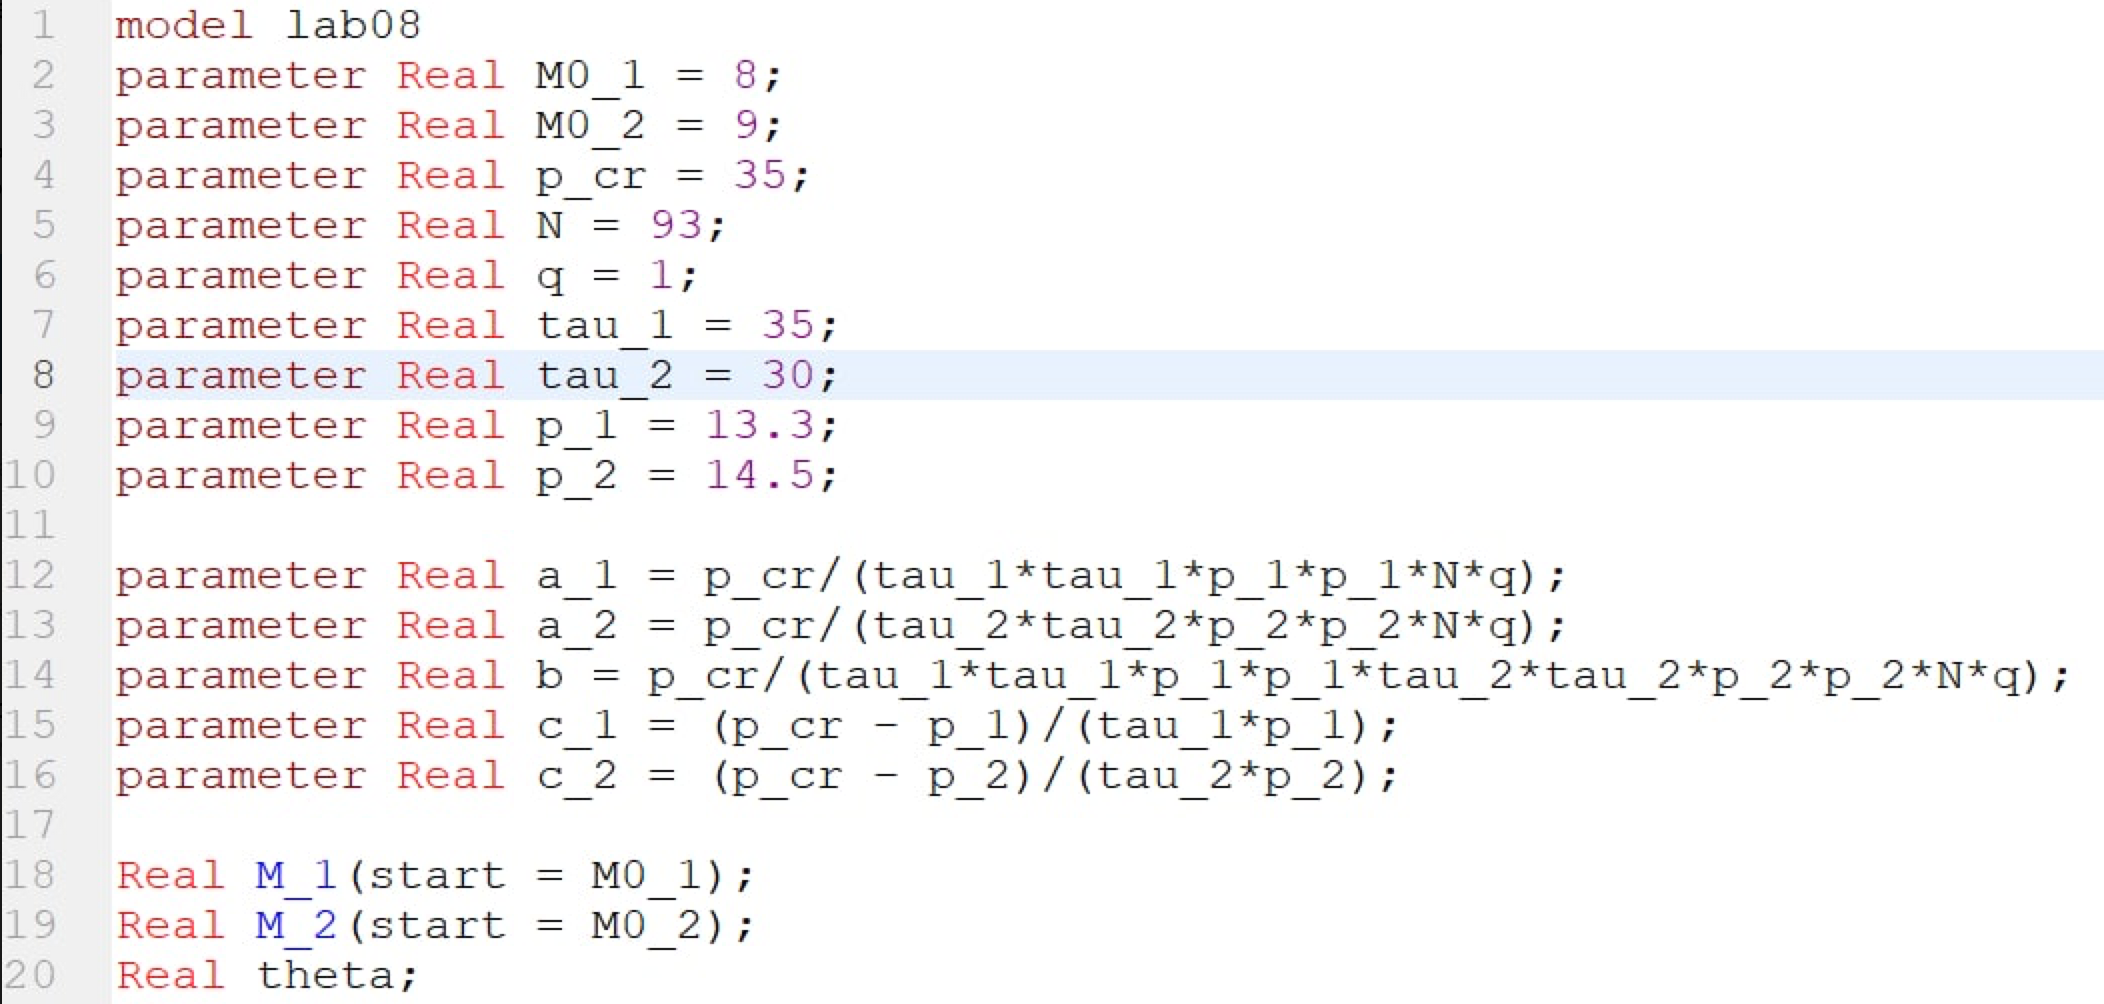 1 model lab08
2 parameter Real M0_1 = 8;
3 parameter Real M0_2 = 9;
4 parameter Real p_cr = 35;
5 parameter Real N = 93;
6 parameter Real q = 1;
7 parameter Real tau_1 = 35;
8 parameter Real tau_2 = 30;
9 parameter Real p_1 = 13.3;
10 parameter Real p_2 = 14.5;
11
12 parameter Real a_1 = p_cr/(tau_1*tau_1*p_1*p_1*N*q);
13 parameter Real a_2 = p_cr/(tau_2*tau_2*p_2*p_2*N*q);
14 parameter Real b = p_cr/(tau_1*tau_1*p_1*p_1*tau_2*tau_2*p_2*p_2*N*q);
15 parameter Real c_1 = (p_cr - p_1)/(tau_1*p_1);
16 parameter Real c_2 = (p_cr - p_2)/(tau_2*p_2);
17
18 Real M_1(start = M0_1);
19 Real M_2(start = M0_2);
20 Real theta;